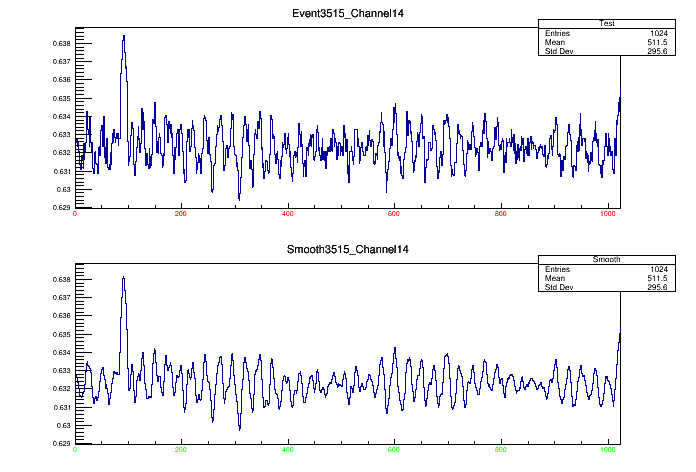 Event3515_Channel14
Test
Entries 1024
Mean 511.5
Std Dev 295.6
0.638
0.637
0.636
0.635
0.634
0.633
0.632
0.631
0.63
0.629
0 200 400 600 800 1000
Smooth3515_Channel14
Smooth
Entries 1024
Mean 511.5
Std Dev 295.6
0.638
0.637
0.636
0.635
0.634
0.633
0.632
0.631
0.63
0.629
0 200 400 600 800 1000